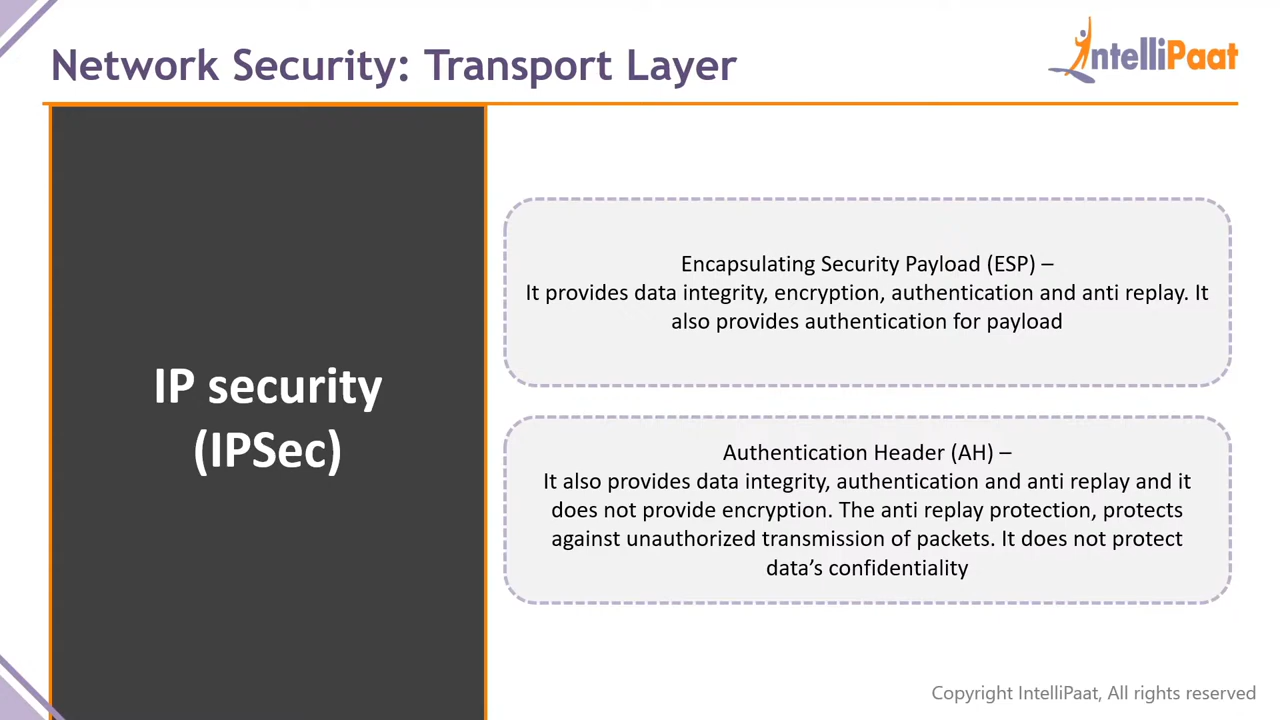 Network Security: Transport Layer
IntelliPaat
IP security
(IPSec)
Encapsulating Security Payload (ESP) –
It provides data integrity, encryption, authentication and anti replay. It
also provides authentication for payload
Authentication Header (AH) –
It also provides data integrity, authentication and anti replay and it
does not provide encryption. The anti replay protection, protects
against unauthorized transmission of packets. It does not protect
data’s confidentiality
Copyright IntelliPaat, All rights reserved